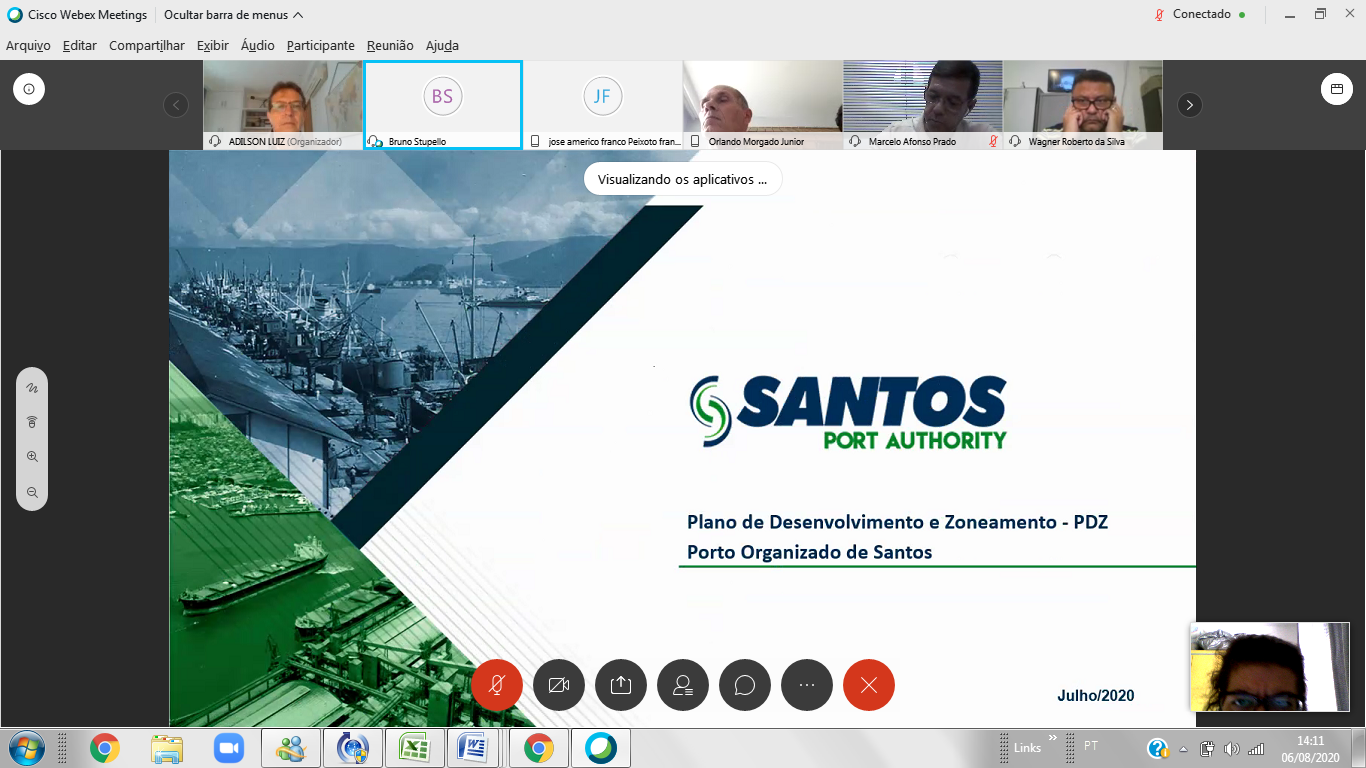 Cisco Webex Meetings
Ocultar barra de menus
Conectado
Arquivo Editar Compartilhar Exibir Áudio Participante Reunião Ajuda
BS
JF
ADILSON LUIZ (Organizador)
Bruno Stupello
jose americo franco Peixoto fran...
Orlando Morgado Junior
Marcelo Afonso Prado
Wagner Roberto da Silva
Visualizando os aplicativos ...
SANTOS
PORT AUTHORITY
Plano de Desenvolvimento e Zoneamento - PDZ
Porto Organizado de Santos
Julho/2020
Links
PT
14:11
06/08/2020